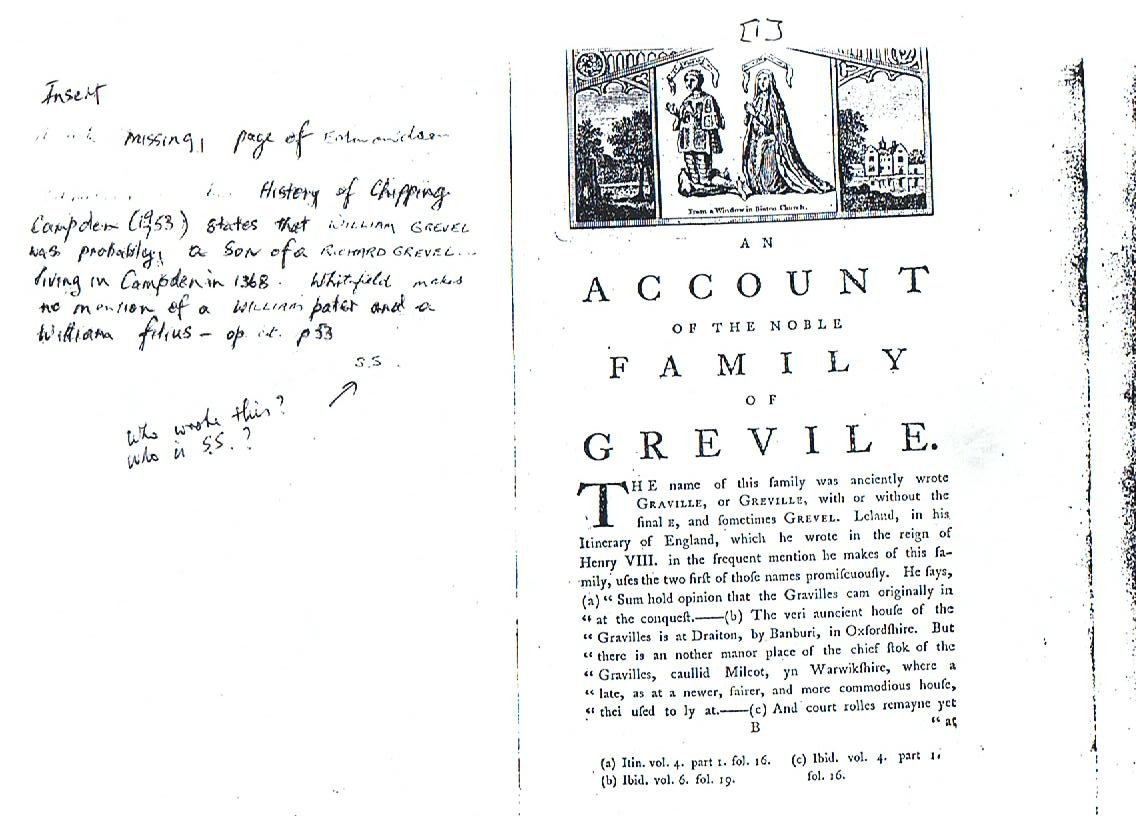 Insert
missing, page of Edmondson
History of Chipping
Campden (1953) states that WILLIAM GREVEL
was probably, a Son of a RICHARD GREVEL...
living in Campden in 1368. Whitfield makes
no mention of a WILLIAM pater and a
William filius – op. cit. p 53
S.S.
who wrote this?
who is S.S.?
[1]
From a Window in Binton Church.
AN
ACCOUNT
OF THE NOBLE
FAMILY
OF
GREVILE.
THE name of this family was anciently wrote
GRAVILLE, or GREVILLE, with or without the
final E, and ſometimes GREVEL. Leland, in his
Itinerary of England, which he wrote in the reign of
Henry VIII. in the frequent mention he makes of this fa-
mily, uſes the two firſt of thoſe names promiſcuouſly. He ſays,
(a) “ Sum hold opinion that the Gravilles cam originally in
“ at the conqueſt.——(b) The veri auncient houſe of the
“ Gravilles is at Draiton, by Banburi, in Oxfordſhire. But
“ there is an nother manor place of the chief ſtok of the
“ Gravilles, caullid Milcot, yn Warwikſhire, where a
“ late, as at a newer, fairer, and more commodious houſe,
“ thei uſed to ly at.——(c) And court rolles remayne yet
B
“ at
(a) Itin. vol. 4. part 1. fol. 16.
(b) Ibid. vol. 6. fol. 19.
(c) Ibid. vol. 4. part 1.
fol. 16.